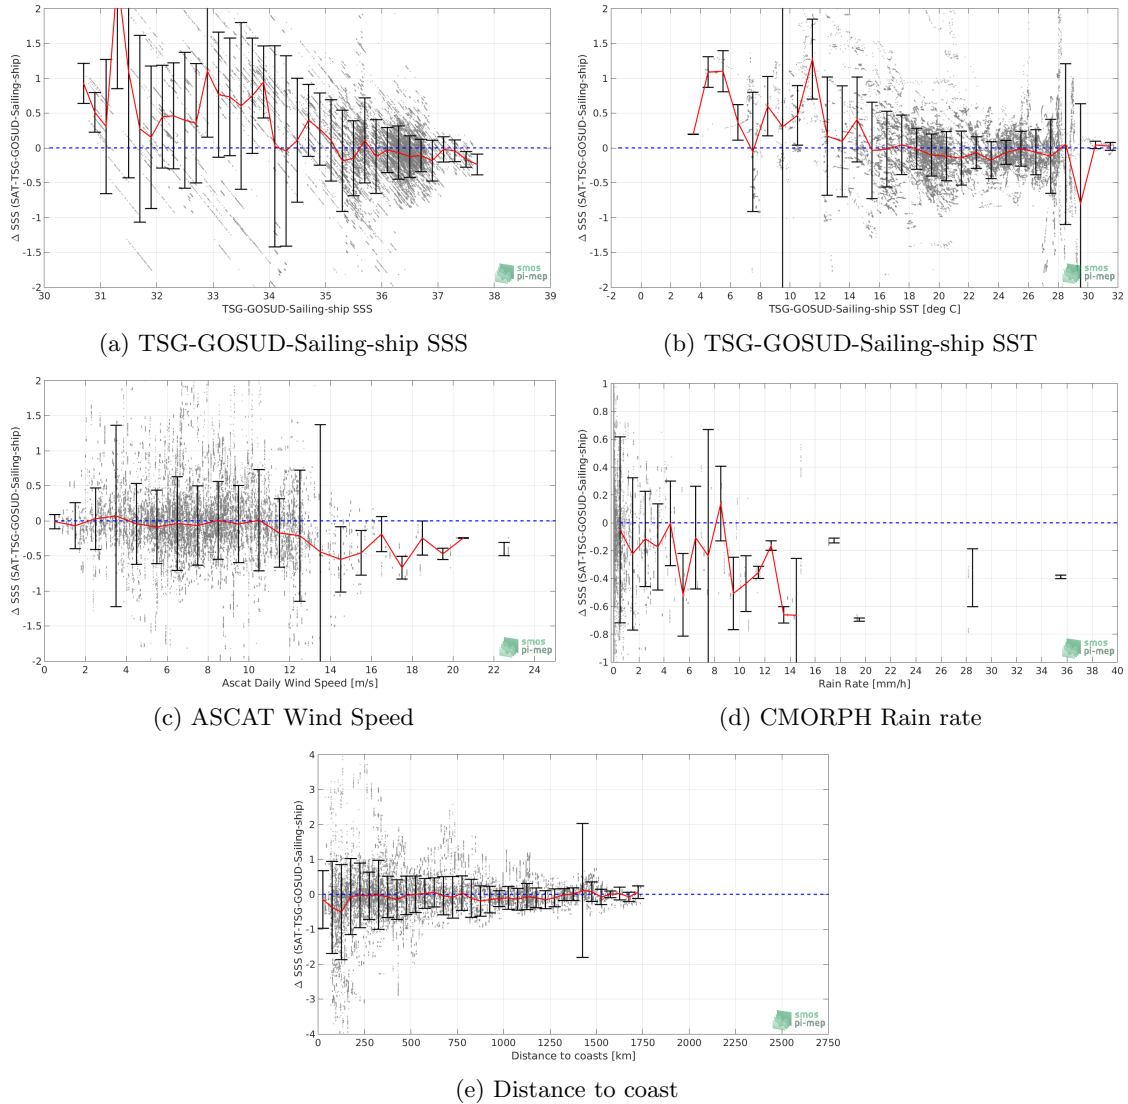 2
1.5
1
0.5
0
-0.5
-1
-1.5
-2
Δ SSS (SAT-TSG-GOSUD-Sailing-ship)
30 31 32 33 34 35 36 37 38 39
TSG-GOSUD-Sailing-ship SSS
smos
pi-mep
(a) TSG-GOSUD-Sailing-ship SSS
2
1.5
1
0.5
0
-0.5
-1
-1.5
-2
Δ SSS (SAT-TSG-GOSUD-Sailing-ship)
-2 0 2 4 6 8 10 12 14 16 18 20 22 24 26 28 30 32
TSG-GOSUD-Sailing-ship SST [deg C]
smos
pi-mep
(b) TSG-GOSUD-Sailing-ship SST
2
1.5
1
0.5
0
-0.5
-1
-1.5
-2
Δ SSS (SAT-TSG-GOSUD-Sailing-ship)
0 2 4 6 8 10 12 14 16 18 20 22 24
Ascat Daily Wind Speed [m/s]
smos
pi-mep
(c) ASCAT Wind Speed
1
0.8
0.6
0.4
0.2
0
-0.2
-0.4
-0.6
-0.8
-1
Δ SSS (SAT-TSG-GOSUD-Sailing-ship)
0 2 4 6 8 10 12 14 16 18 20 22 24 26 28 30 32 34 36 38 40
Rain Rate [mm/h]
smos
pi-mep
(d) CMORPH Rain rate
4
3
2
1
0
-1
-2
-3
-4
Δ SSS (SAT-TSG-GOSUD-Sailing-ship)
0 250 500 750 1000 1250 1500 1750 2000 2250 2500 2750
Distance to coasts [km]
smos
pi-mep
(e) Distance to coast